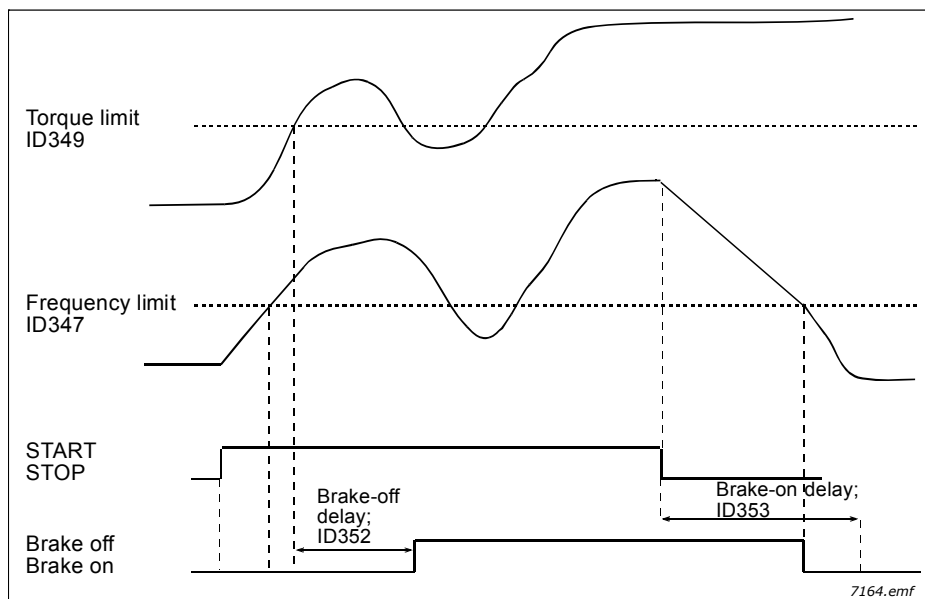 Torque limit
ID349
Frequency limit
ID347
START
STOP
Brake-off
delay;
ID352
Brake-on delay;
ID353
Brake off
Brake on
7164.emf